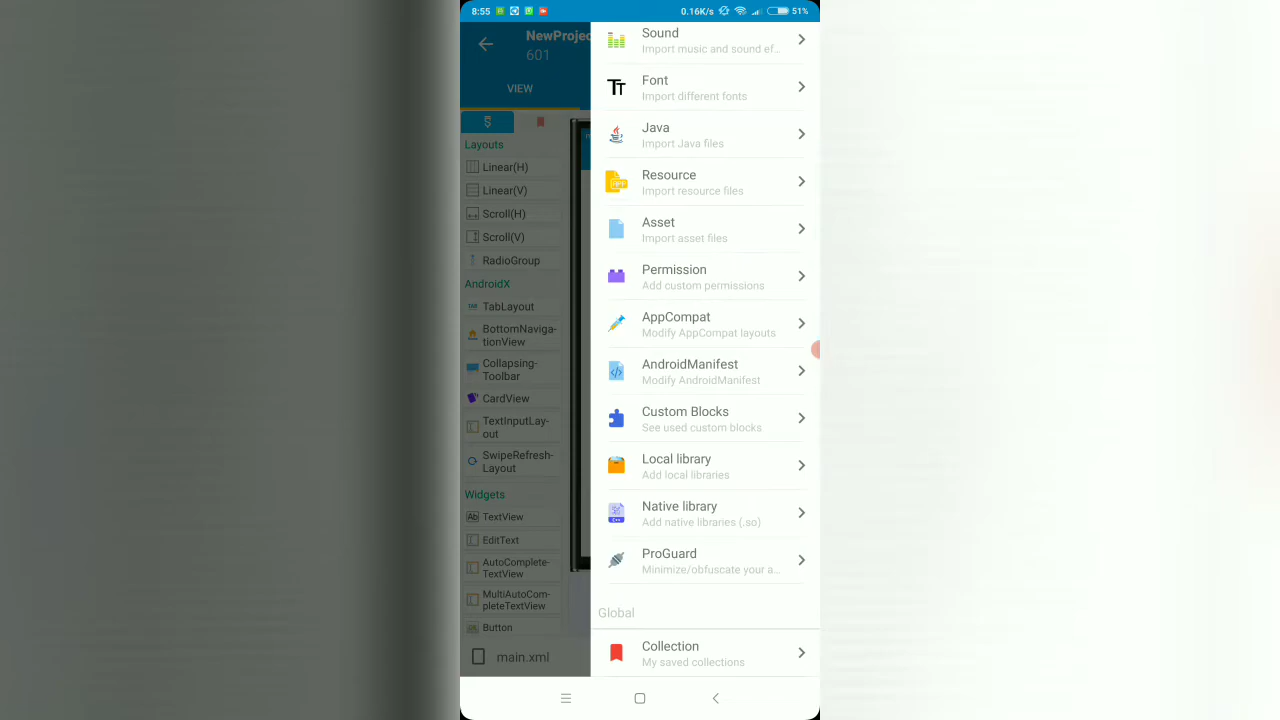 8:55
0.16K/s
51%
NewProjec
601
VIEW
Layouts
Linear(H)
Linear(V)
Scroll(H)
Scroll(V)
RadioGroup
AndroidX
TabLayout
BottomNaviga-
tionView
Collapsing-
Toolbar
CardView
TextInputLay-
out
SwipeRefresh-
Layout
Widgets
Ab TextView
EditText
AutoComplete-
TextView
MultiAutoCom-
pleteTextView
Button
main.xml
Sound
Import music and sound ef...
Font
Import different fonts
Java
Import Java files
Resource
Import resource files
Asset
Import asset files
Permission
Add custom permissions
AppCompat
Modify AppCompat layouts
AndroidManifest
Modify AndroidManifest
Custom Blocks
See used custom blocks
Local library
Add local libraries
Native library
Add native libraries (.so)
ProGuard
Minimize/obfuscate your a...
Global
Collection
My saved collections